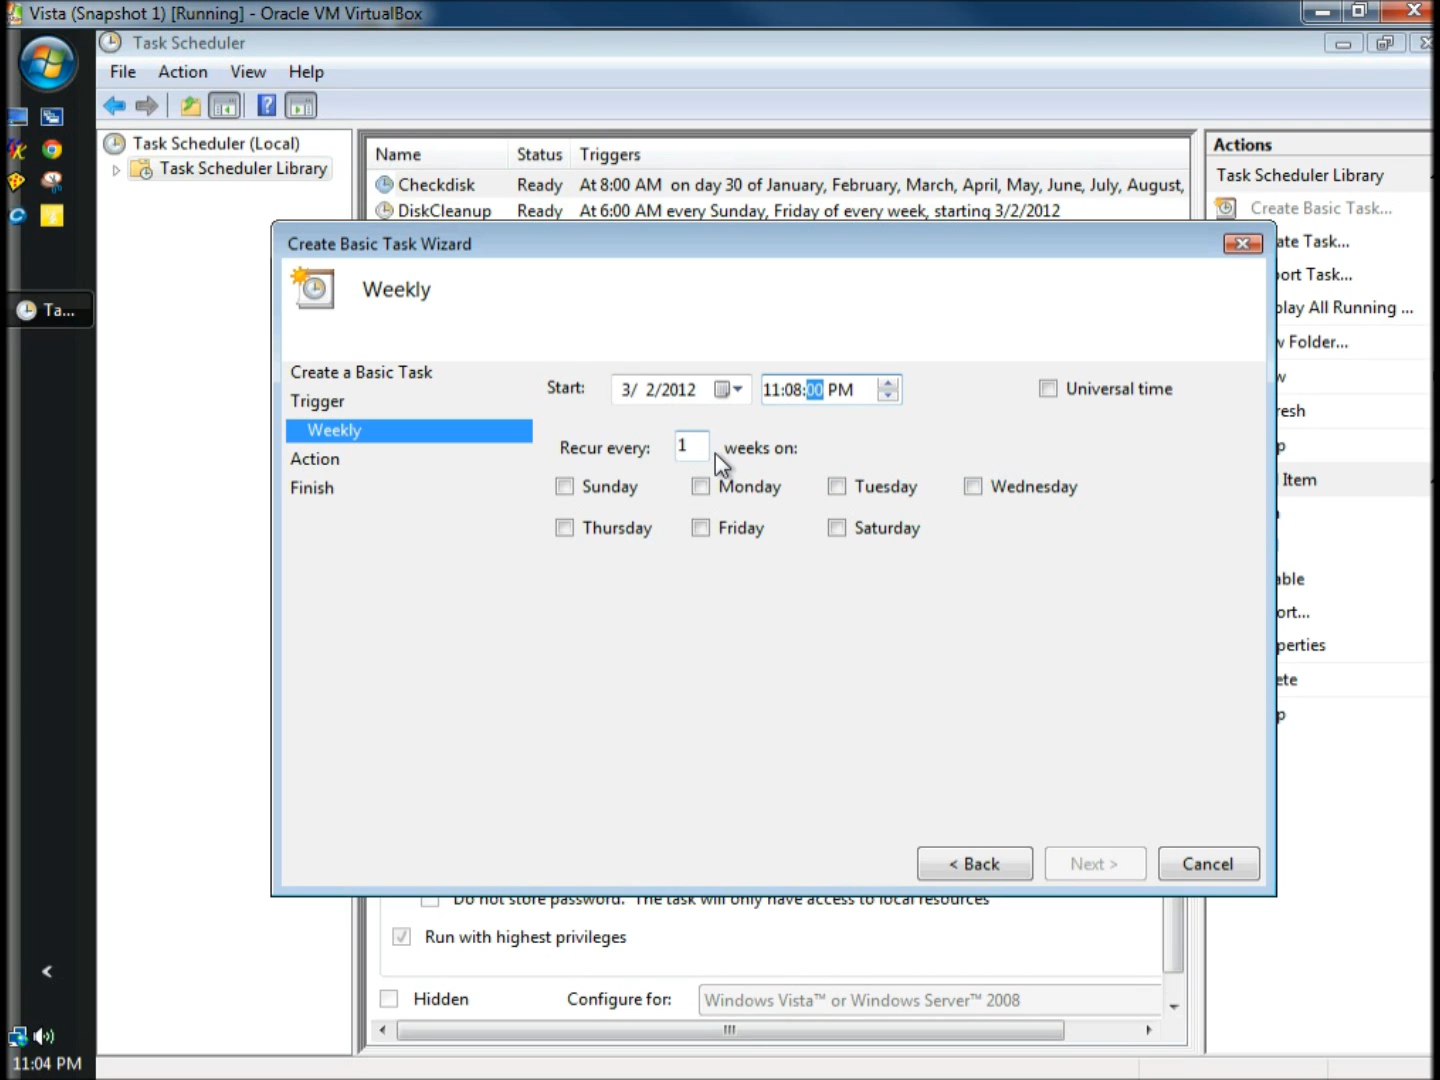 Vista (Snapshot 1) [Running] - Oracle VM VirtualBox
Task Scheduler
File Action View Help
Task Scheduler (Local)
Task Scheduler Library
Name Status Triggers
Checkdisk Ready At 8:00 AM on day 30 of January, February, March, April, May, June, July, August,
DiskCleanup Ready At 6:00 AM every Sunday, Friday of every week, starting 3/2/2012
Actions
Task Scheduler Library
Create Basic Task...
ate Task...
ort Task...
play All Running ...
v Folder...
w
resh
p
Item
able
ort...
perties
ete
p
Ta...
Create Basic Task Wizard
Weekly
Create a Basic Task
Trigger
Weekly
Action
Finish
Start: 3/ 2/2012 11:08:00 PM Universal time
Recur every: 1 weeks on:
Sunday Monday Tuesday Wednesday
Thursday Friday Saturday
< Back Next > Cancel
Do not store password. The task will only have access to local resources
Run with highest privileges
Hidden Configure for: Windows Vista™ or Windows Server™ 2008
11:04 PM